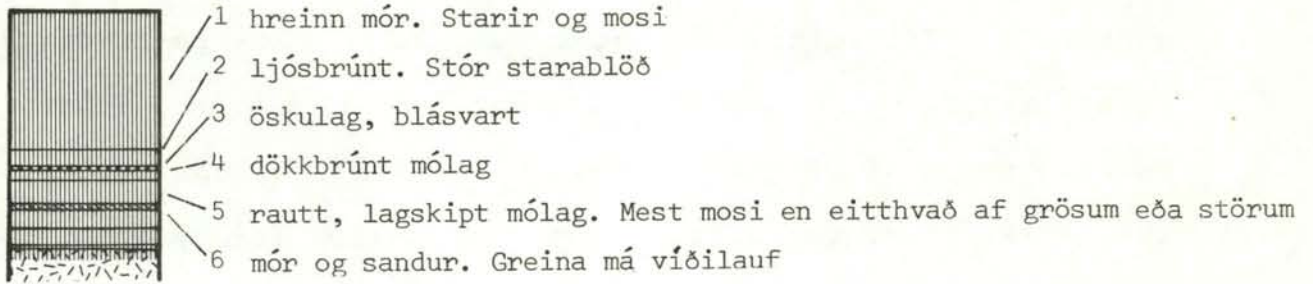 1 hreinn mór. Starir og mosi
2 ljósbrúnt. Stór starablöð
3 öskulag, blásvart
4 dökkbrúnt mólag
5 rautt, lagskipt mólag. Mest mosi en eitthvað af grösum eða störum
6 mór og sandur. Greina má víðilauf